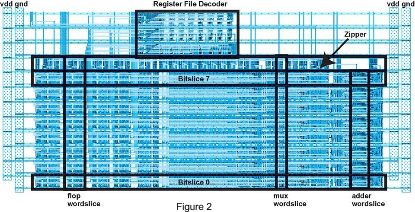 vdd gnd
Register File Decoder
vdd gnd
Zipper
Bitslice 7
Bitslice 0
flop
wordslice
mux
wordslice
adder
wordslice
Figure 2